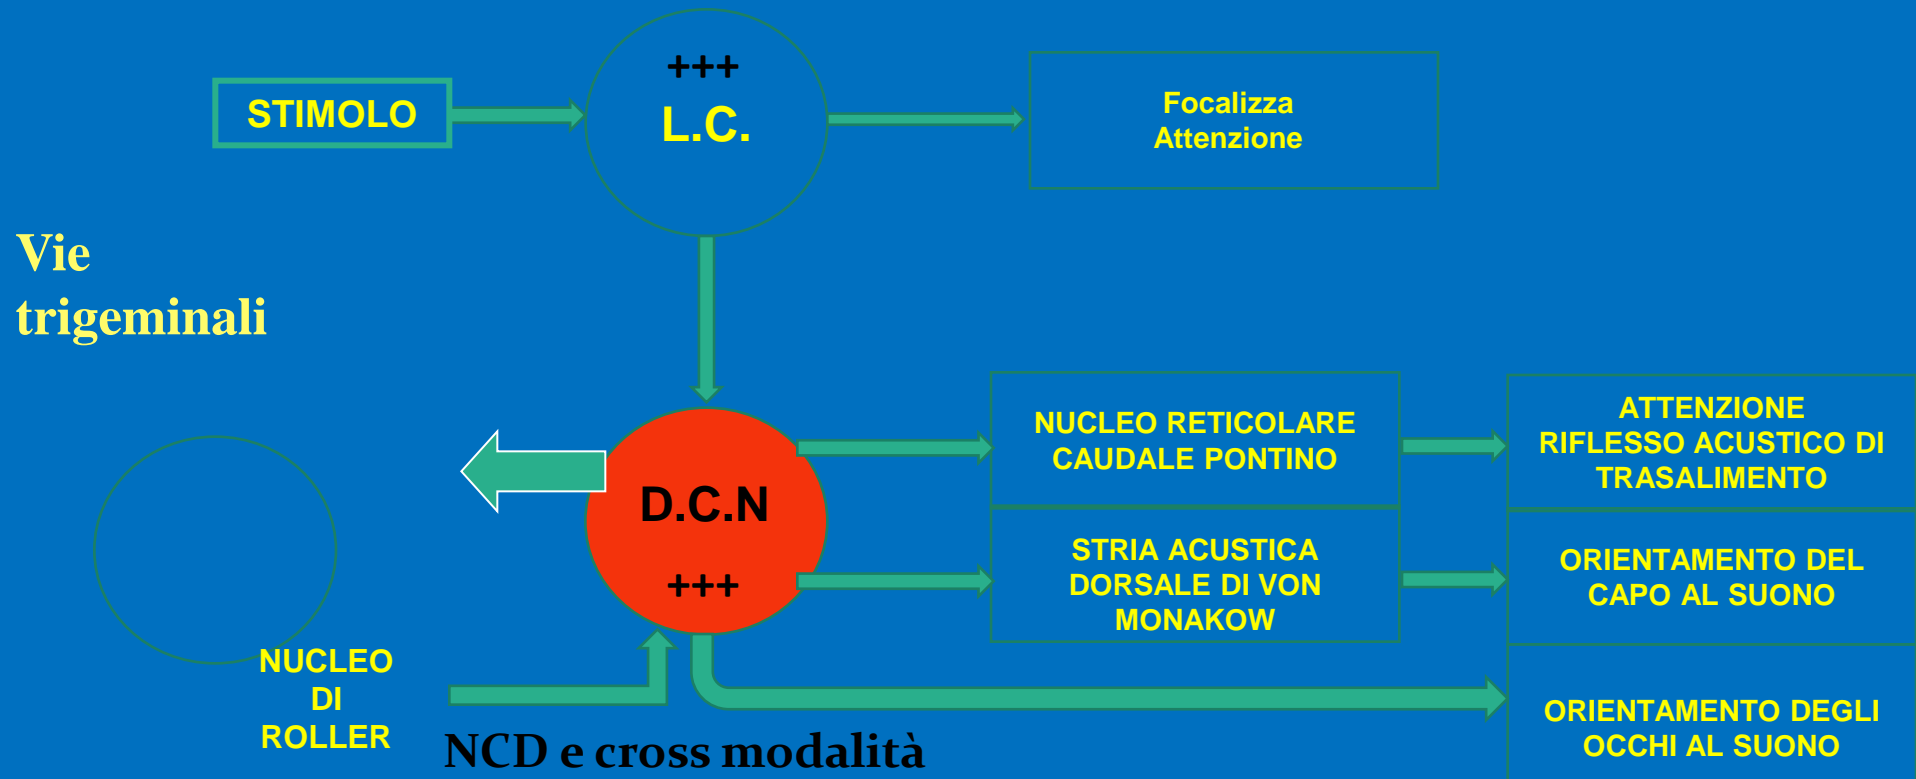 STIMOLO
+++
L.C.
Focalizza
Attenzione
Vie
trigeminali
D.C.N
+++
NUCLEO RETICOLARE
CAUDALE PONTINO
ATTENZIONE
RIFLESSO ACUSTICO DI
TRASALIMENTO
STRIA ACUSTICA
DORSALE DI VON
MONAKOW
ORIENTAMENTO DEL
CAPO AL SUONO
NUCLEO
DI
ROLLER
ORIENTAMENTO DEGLI
OCCHI AL SUONO
NCD e cross modalità